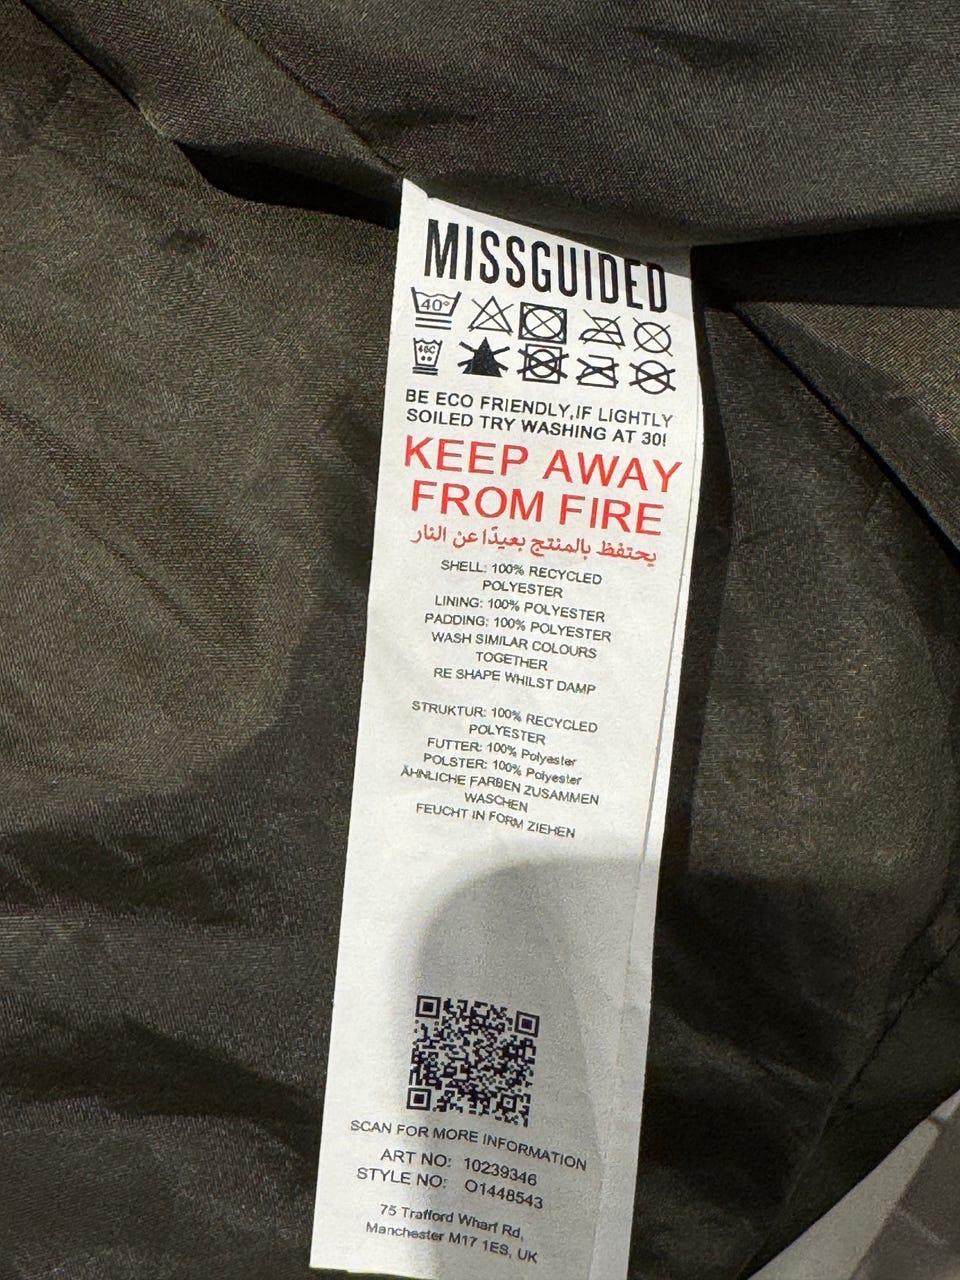 MISSGUIDED
40°
40C
BE ECO FRIENDLY,IF LIGHTLY
SOILED TRY WASHING AT 30!
KEEP AWAY
FROM FIRE
يحتفظ بالمنتج بعيدًا عن النار
SHELL: 100% RECYCLED
POLYESTER
LINING: 100% POLYESTER
PADDING: 100% POLYESTER
WASH SIMILAR COLOURS
TOGETHER
RE SHAPE WHILST DAMP
STRUKTUR: 100% RECYCLED
POLYESTER
FUTTER: 100% Polyester
POLSTER: 100% Polyester
ÄHNLICHE FARBEN ZUSAMMEN
WASCHEN
FEUCHT IN FORM ZIEHEN
SCAN FOR MORE INFORMATION
ART NO: 10239346
STYLE NO: O1448543
75 Trafford Wharf Rd,
Manchester M17 1ES, UK